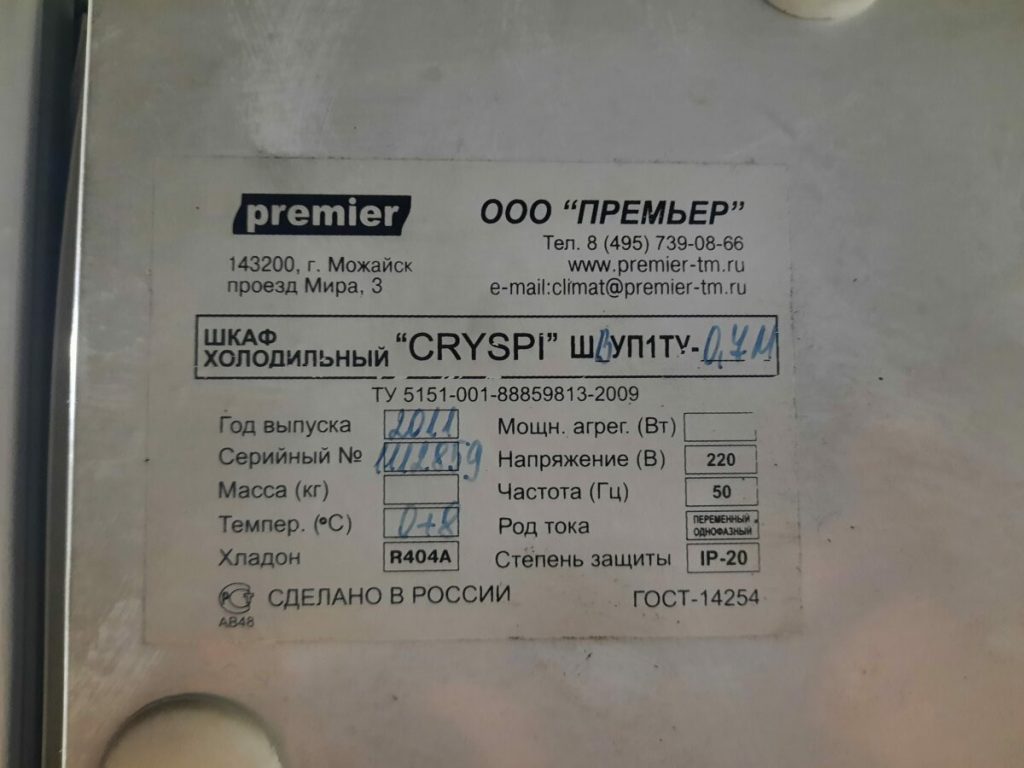 premier
ООО “ПРЕМЬЕР”
Тел. 8 (495) 739-08-66
143200, г. Можайск
www.premier-tm.ru
проезд Мира, 3
e-mail:climat@premier-tm.ru
ШКАФ ХОЛОДИЛЬНЫЙ “CRYSPi” ШВУП1ТУ-0,7М
ТУ 5151-001-88859813-2009
Год выпуска 2011
Мощн. агрег. (Вт)
Серийный №
Напряжение (В) 220
Масса (кг)
Частота (Гц) 50
Темпер. (°С) 0+8
Род тока ПЕРЕМЕННЫЙ ОДНОФАЗНЫЙ
Хладон R404A
Степень защиты IP-20
СДЕЛАНО В РОССИИ
ГОСТ-14254
АВ48